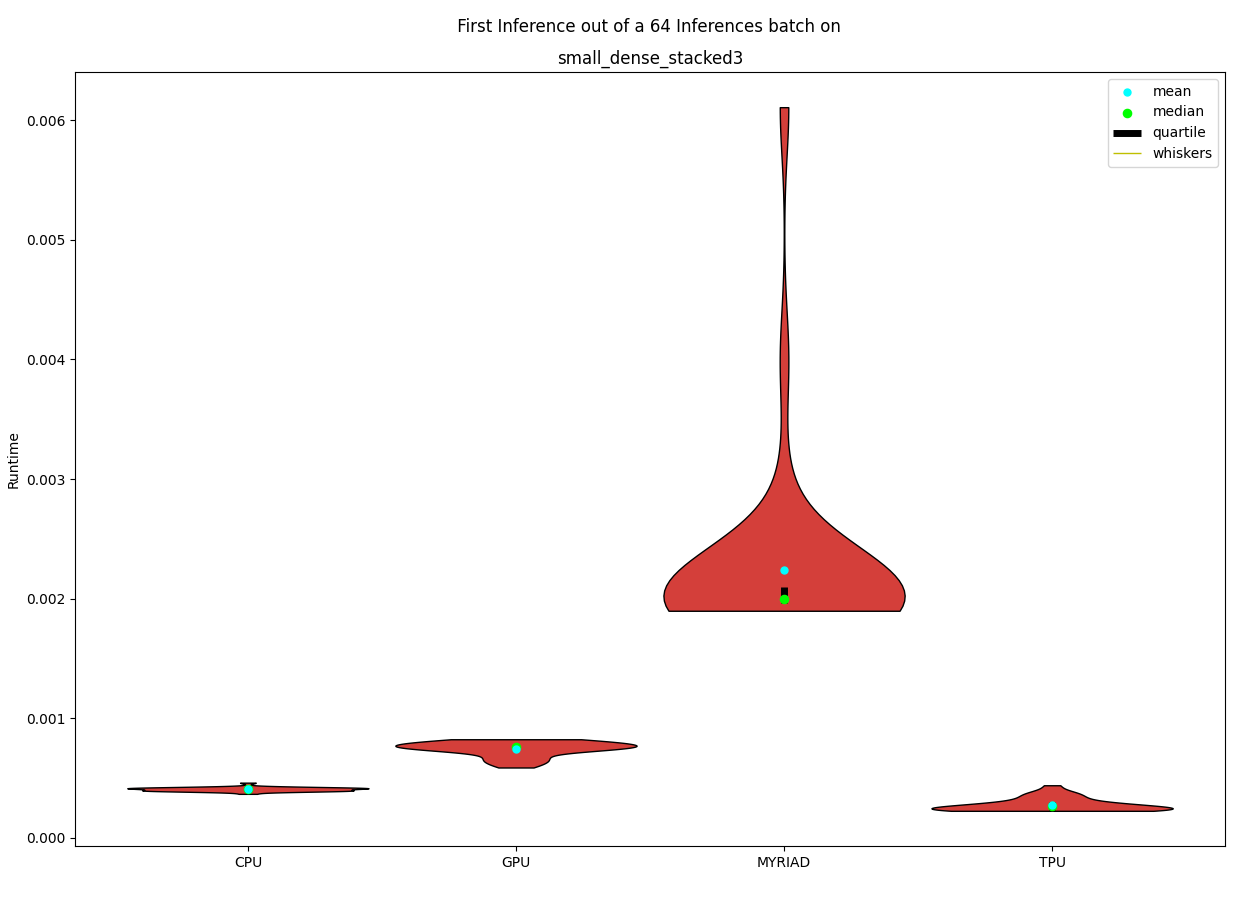 First Inference out of a 64 Inferences batch on
small_dense_stacked3
mean
median
quartile
whiskers
0.006
0.005
0.004
0.003
0.002
0.001
0.000
Runtime
CPU GPU MYRIAD TPU